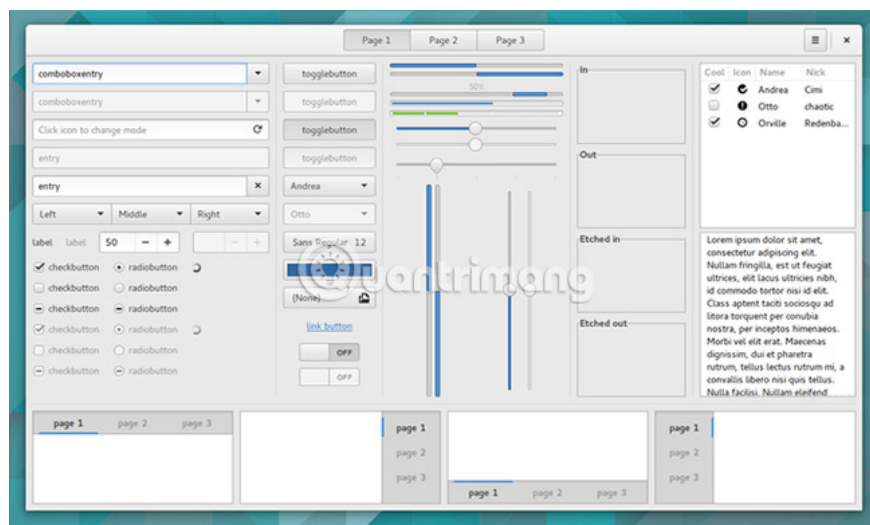 Page 1 Page 2 Page 3
comboboxentry
comboboxentry
Click icon to change mode
entry
entry
Left Middle Right
label label 50
checkbutton radiobutton
checkbutton radiobutton
checkbutton radiobutton
checkbutton radiobutton
checkbutton radiobutton
checkbutton radiobutton
togglebutton
togglebutton
togglebutton
togglebutton
Andrea
Otto
Sans Regular 12
(None)
link button
OFF
OFF
50%
In
Out
Etched in
Etched out
Cool Icon Name Nick
Andrea Cimi
Otto chaotic
Orville Redenba...
Lorem ipsum dolor sit amet,
consectetur adipiscing elit.
Nullam fringilla, est ut feugiat
ultrices, elit lacus ultricies nibh,
id commodo tortor nisi id elit.
Class aptent taciti sociosqu ad
litora torquent per conubia
nostra, per inceptos himenaeos.
Morbi vel elit erat. Maecenas
dignissim, dui et pharetra
rutrum, tellus lectus rutrum mi, a
convallis libero nisi quis tellus.
Nulla facilisi. Nullam eleifend
page 1 page 2 page 3
page 1
page 2
page 3
page 1 page 2 page 3
page 1
page 2
page 3
Quantrimang